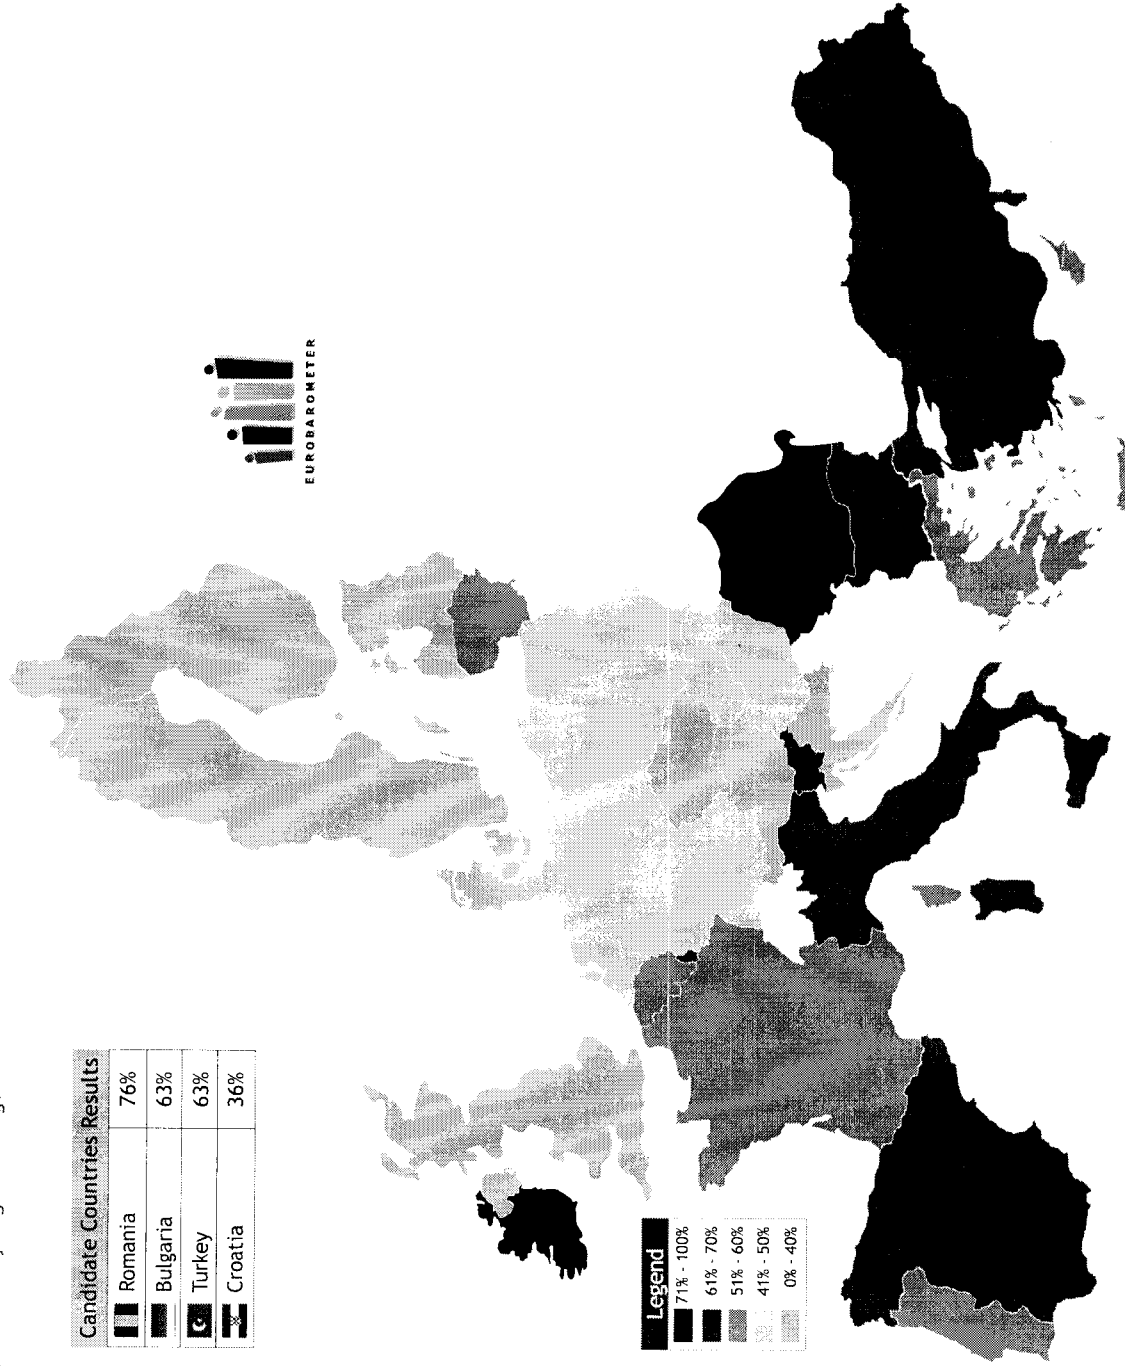 Candidate Countries Results
Romania 76%
Bulgaria 63%
Turkey 63%
Croatia 36%
EUROBAROMETER
Legend
71% - 100%
61% - 70%
51% - 60%
41% - 50%
0% - 40%